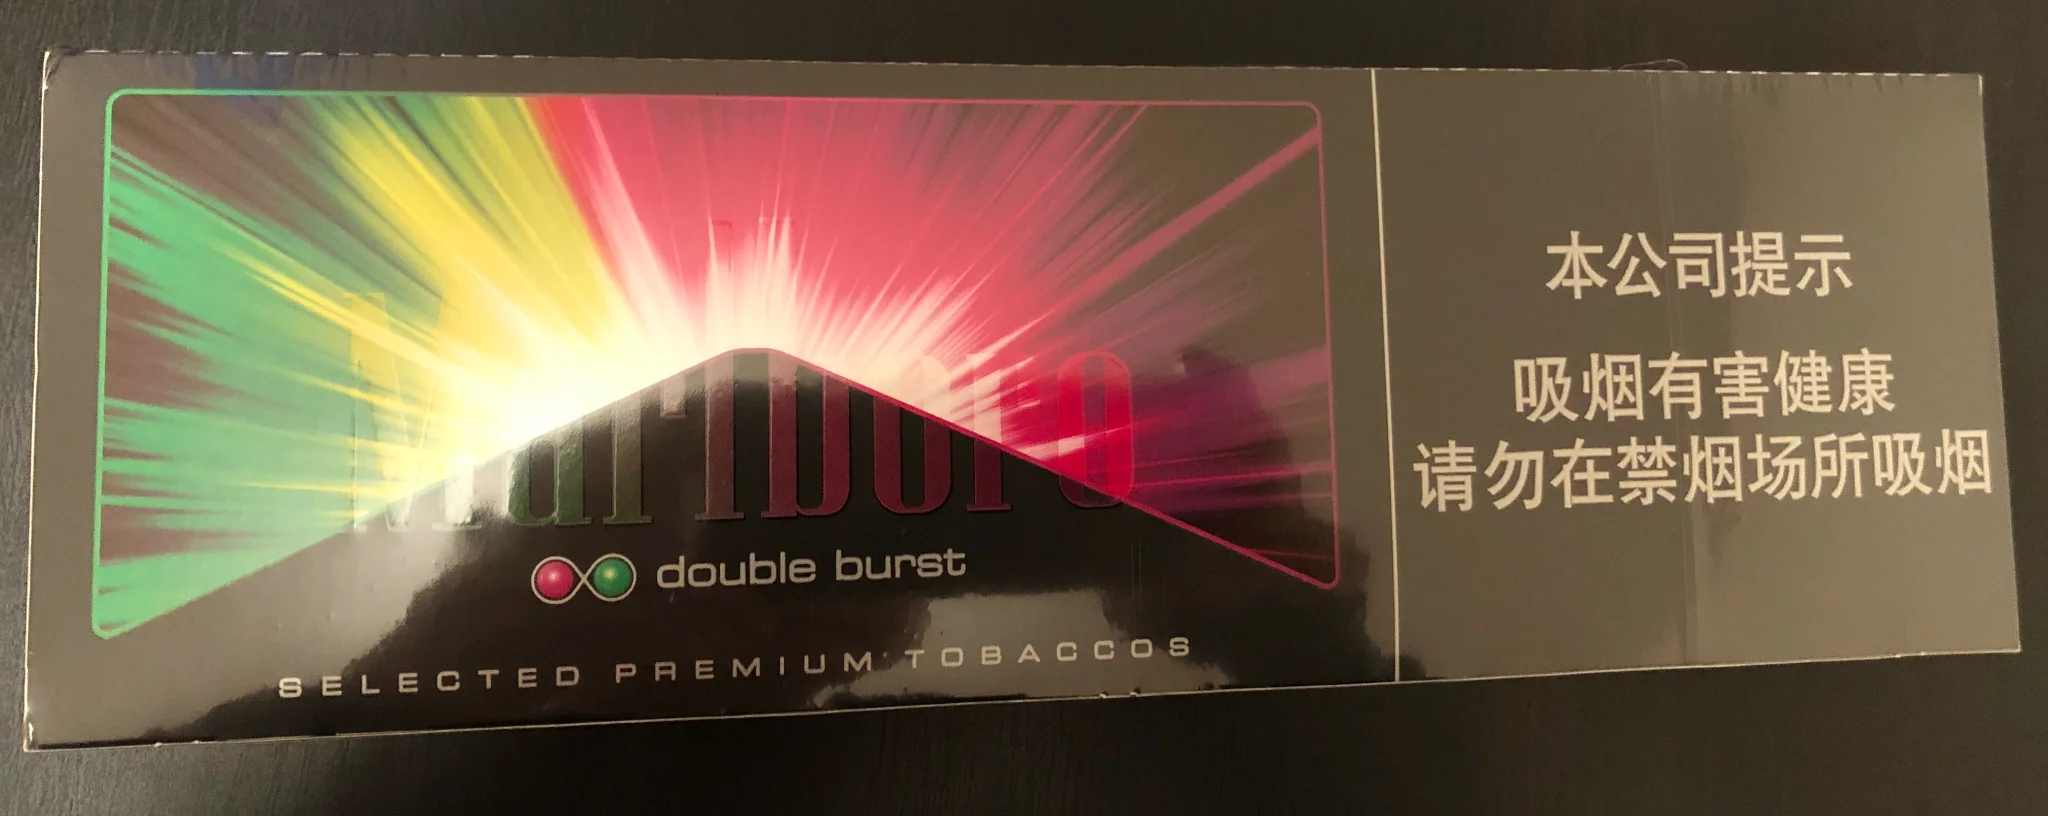 Marlboro
double burst
SELECTED PREMIUM TOBACCOS
本公司提示
吸烟有害健康
请勿在禁烟场所吸烟